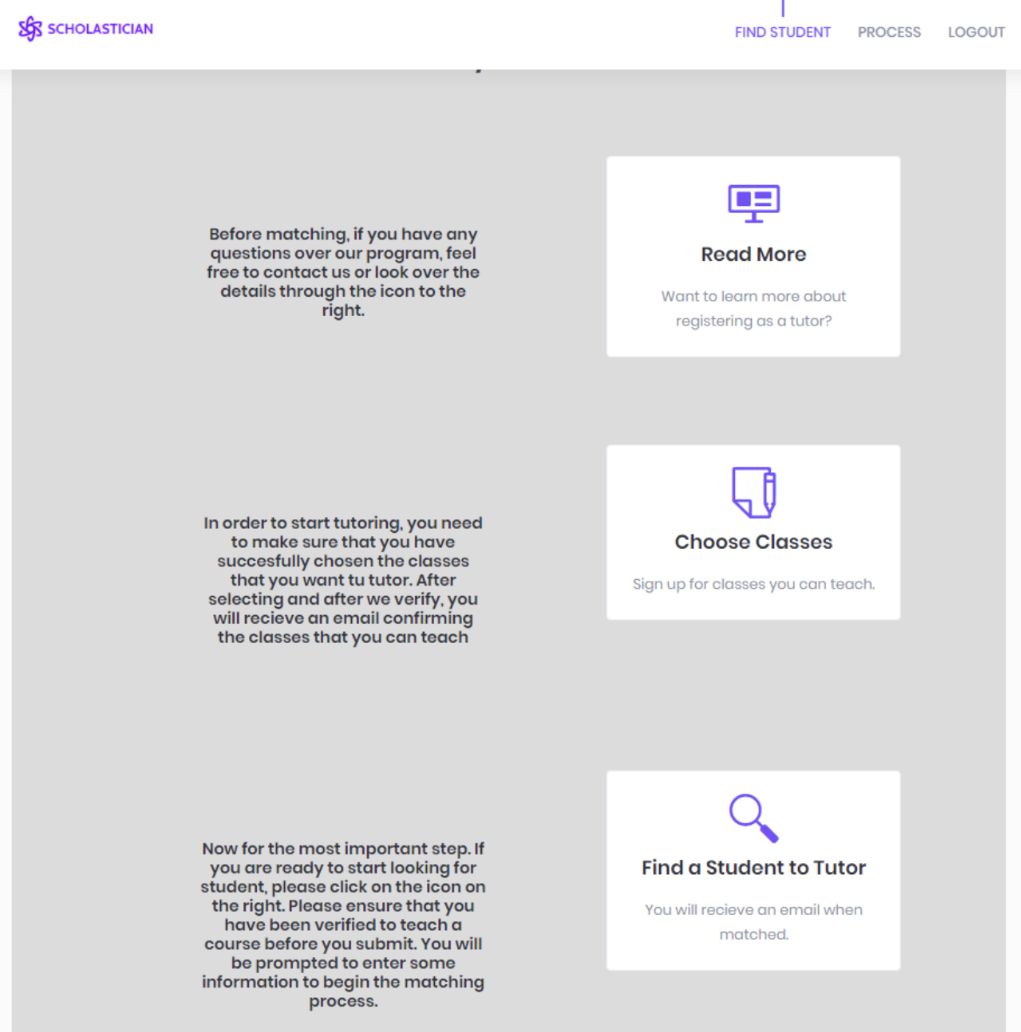 SCHOLASTICIAN
FIND STUDENT
PROCESS
LOGOUT
Before matching, if you have any
questions over our program, feel
free to contact us or look over the
details through the icon to the
right.
Read More
Want to learn more about
registering as a tutor?
In order to start tutoring, you need
to make sure that you have
succesfully chosen the classes
that you want tu tutor. After
selecting and after we verify, you
will recieve an email confirming
the classes that you can teach
Choose Classes
Sign up for classes you can teach.
Now for the most important step. If
you are ready to start looking for
student, please click on the icon on
the right. Please ensure that you
have been verified to teach a
course before you submit. You will
be prompted to enter some
information to begin the matching
process.
Find a Student to Tutor
You will recieve an email when
matched.